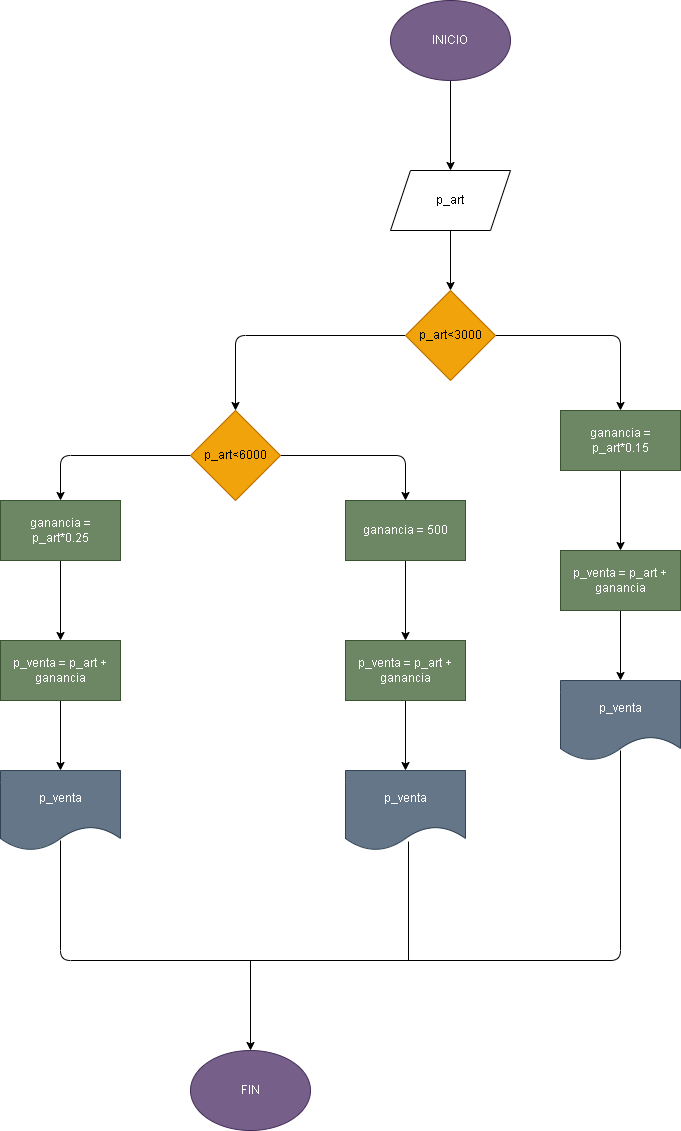 INICIO
p_art
p_art<3000
p_art<6000
ganancia =
p_art*0.15
ganancia =
p_art*0.25
ganancia = 500
p_venta = p_art +
ganancia
p_venta = p_art +
ganancia
p_venta = p_art +
ganancia
p_venta
p_venta
p_venta
FIN